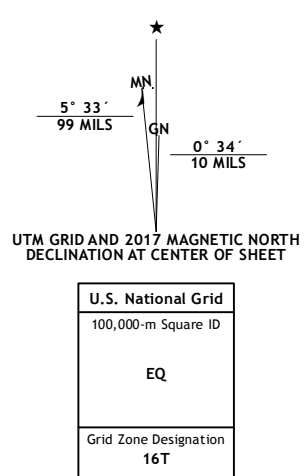 MN.
5° 33´
99 MILS
GN
0° 34´
10 MILS
UTM GRID AND 2017 MAGNETIC NORTH
DECLINATION AT CENTER OF SHEET
U.S. National Grid
100,000-m Square ID
EQ
Grid Zone Designation
16T